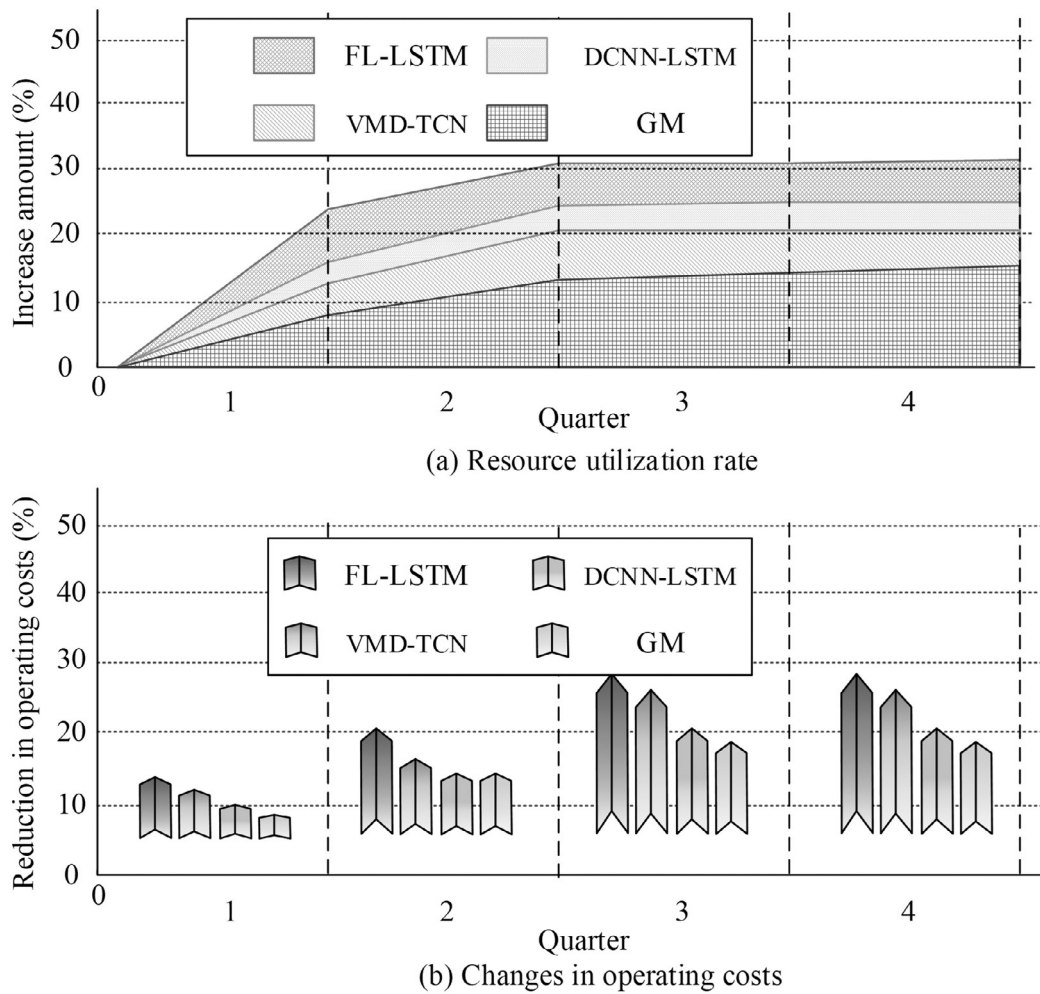 Increase amount (%)
50
40
30
20
10
0
FL-LSTM
DCNN-LSTM
VMD-TCN
GM
0
1
2
3
4
Quarter
(a) Resource utilization rate
Reduction in operating costs (%)
50
40
30
20
10
0
FL-LSTM
DCNN-LSTM
VMD-TCN
GM
0
1
2
3
4
Quarter
(b) Changes in operating costs